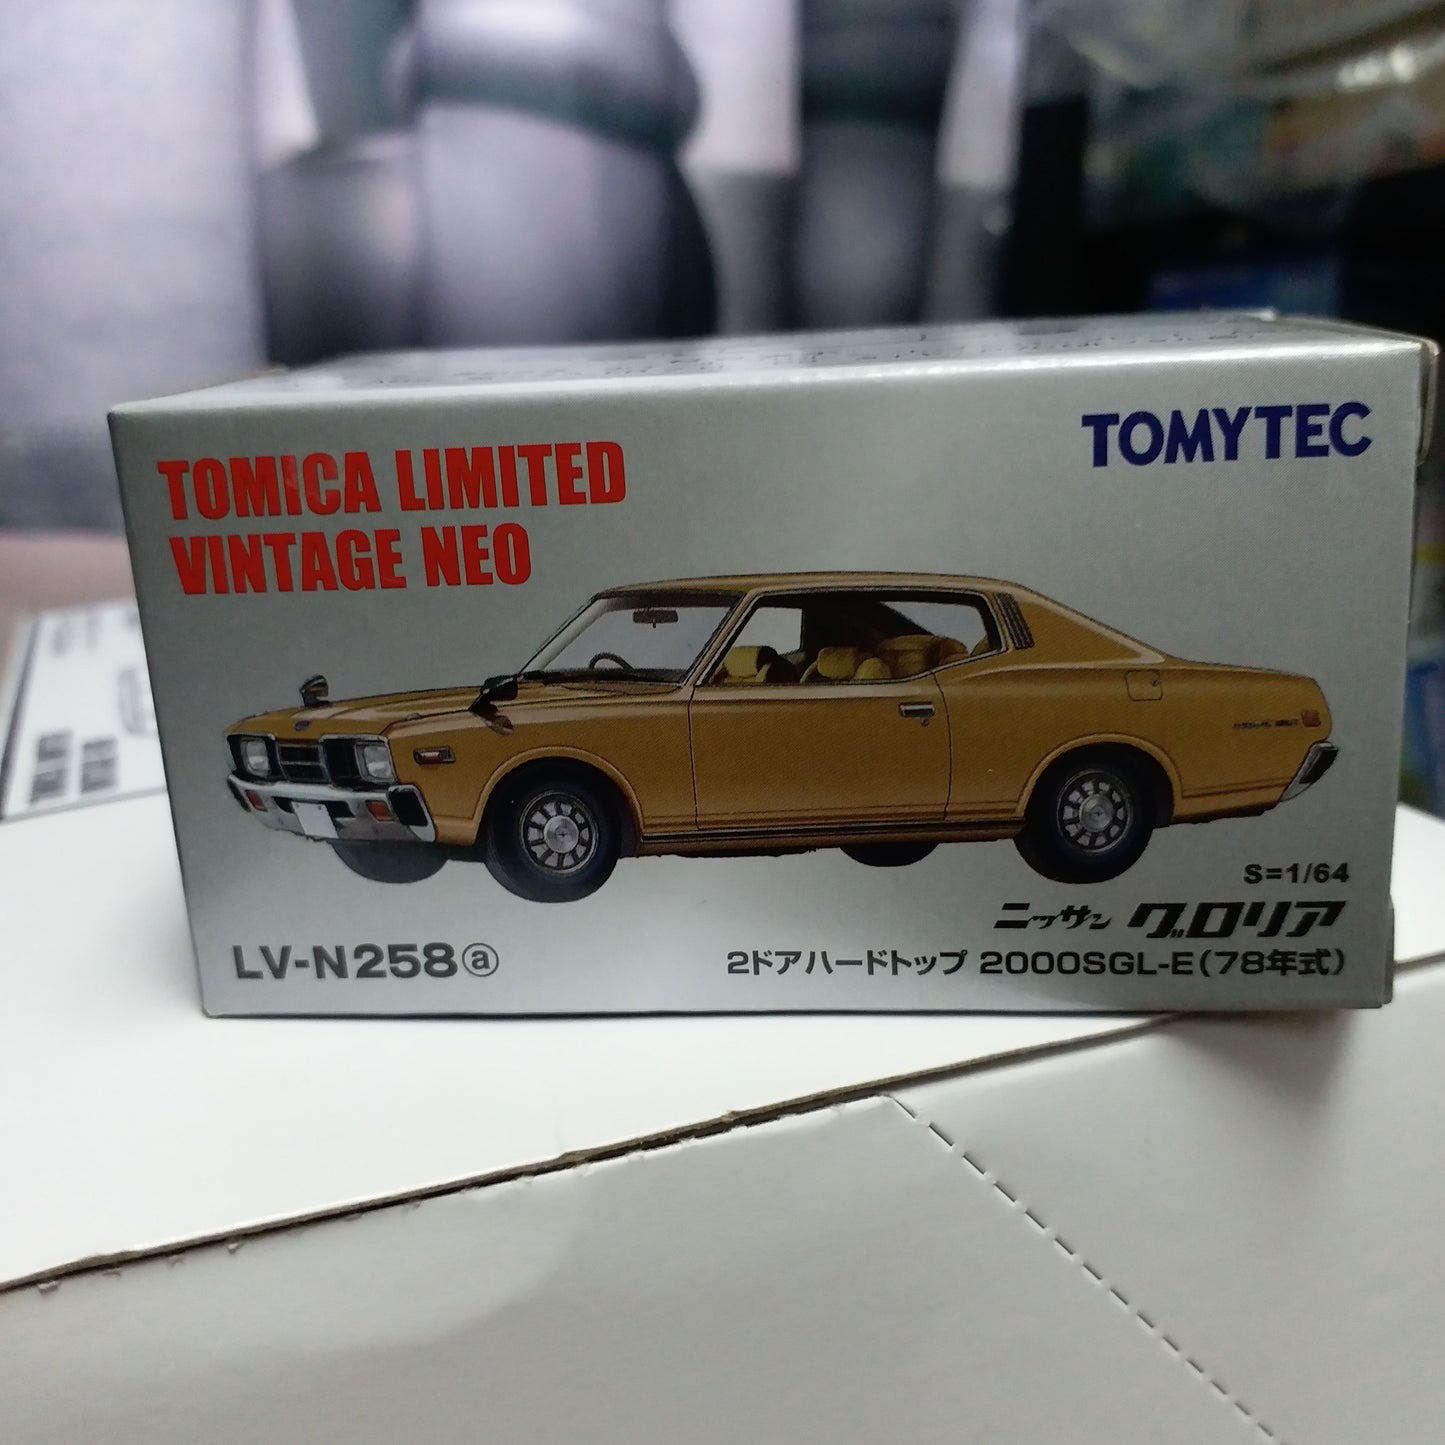 TOMICA LIMITED
VINTAGE NEO
TOMYTEC
S=1/64
ニッサン グロリア
LV-N258ⓐ
2ドアハードトップ 2000SGL-E(78年式)